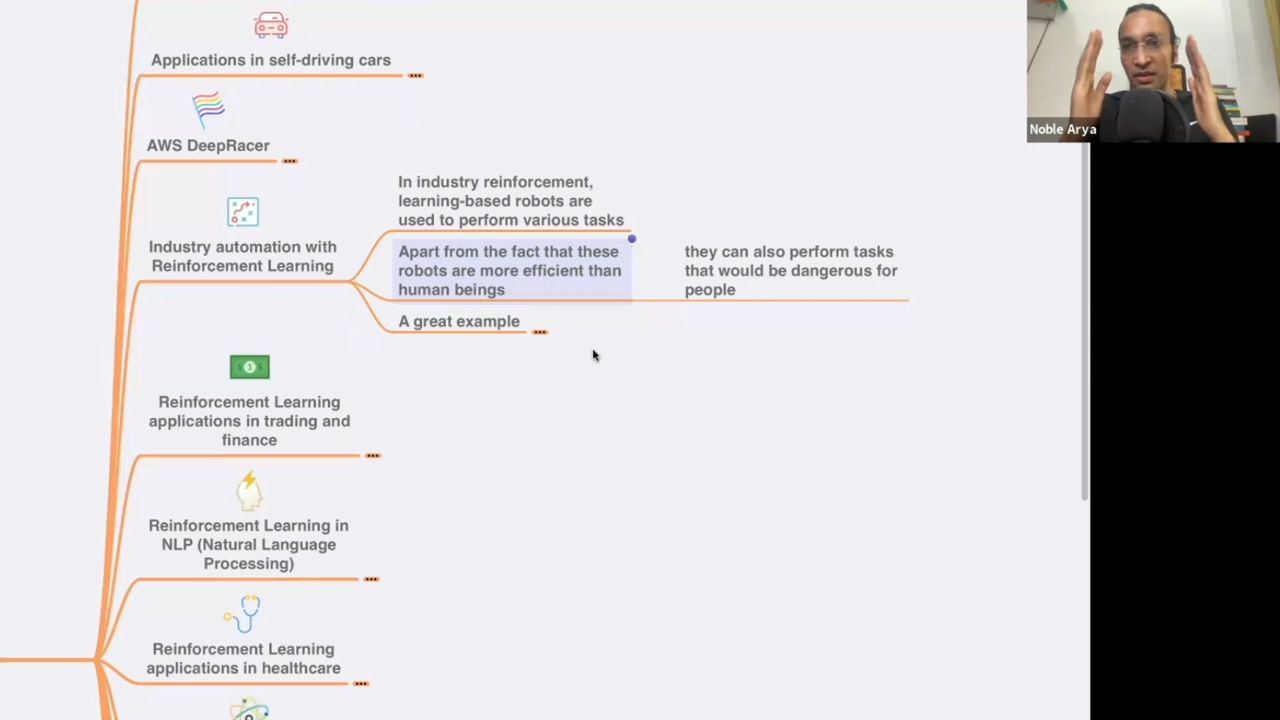 Applications in self-driving cars
Noble Arya
AWS DeepRacer
In industry reinforcement,
learning-based robots are
used to perform various tasks
Industry automation with
Reinforcement Learning
Apart from the fact that these
robots are more efficient than
human beings
they can also perform tasks
that would be dangerous for
people
A great example
$1$
Reinforcement Learning
applications in trading and
finance
Reinforcement Learning in
NLP (Natural Language
Processing)
Reinforcement Learning
applications in healthcare